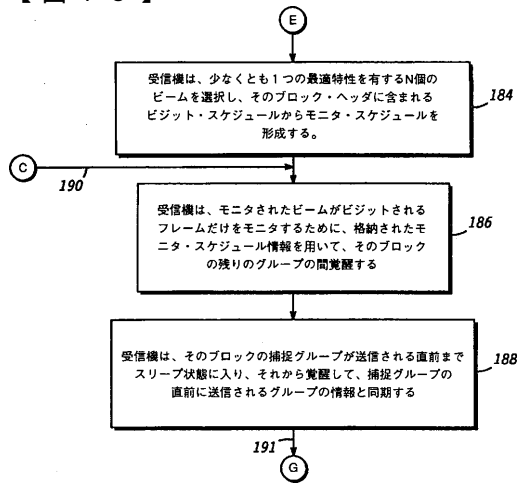 E
受信機は、少なくとも1つの最適特性を有するN個の
ビームを選択し、そのブロック・ヘッダに含まれる
ビジット・スケジュールからモニタ・スケジュールを
形成する。
184
C
190
受信機は、モニタされたビームがビジットされる
フレームだけをモニタするために、格納されたモ
ニタ・スケジュール情報を用いて、そのブロック
の残りのグループの間覚醒する
186
受信機は、そのブロックの捕捉グループが送信される直前まで
スリープ状態に入り、それから覚醒して、捕捉グループの
直前に送信されるグループの情報と同期する
188
191
G